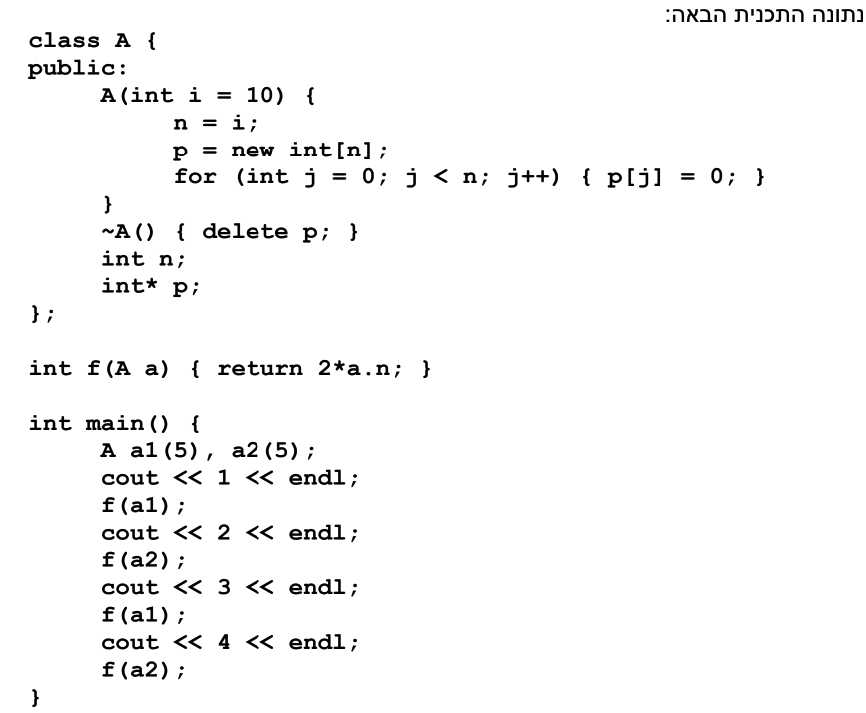 נתונה התכנית הבאה:
class A {
public:
     A(int i = 10) {
          n = i;
          p = new int[n];
          for (int j = 0; j < n; j++) { p[j] = 0; }
     }
     ~A() { delete p; }
     int n;
     int* p;
};

int f(A a) { return 2*a.n; }

int main() {
     A a1(5), a2(5);
     cout << 1 << endl;
     f(a1);
     cout << 2 << endl;
     f(a2);
     cout << 3 << endl;
     f(a1);
     cout << 4 << endl;
     f(a2);
}